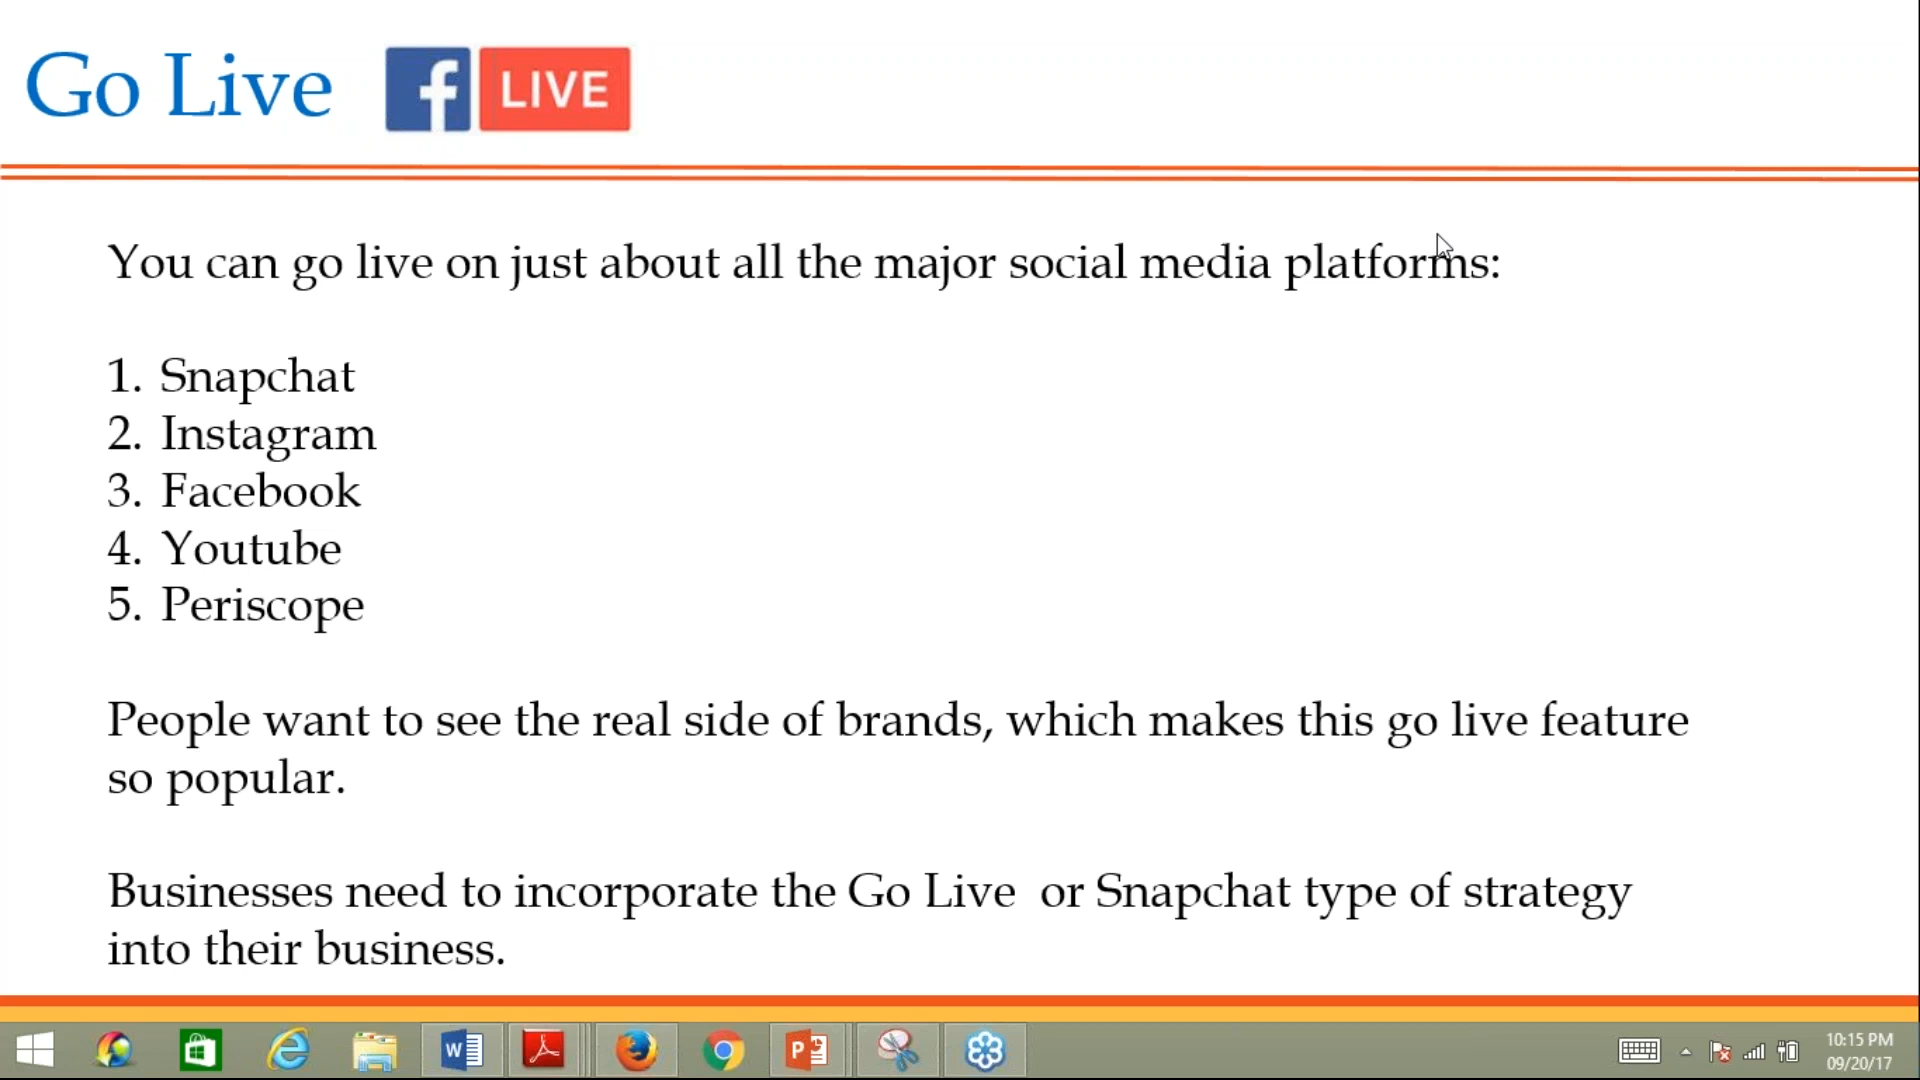 Go Live f LIVE
You can go live on just about all the major social media platforms:
1. Snapchat
2. Instagram
3. Facebook
4. Youtube
5. Periscope
People want to see the real side of brands, which makes this go live feature
so popular.
Businesses need to incorporate the Go Live  or Snapchat type of strategy
into their business.
10:15 PM
09/20/17